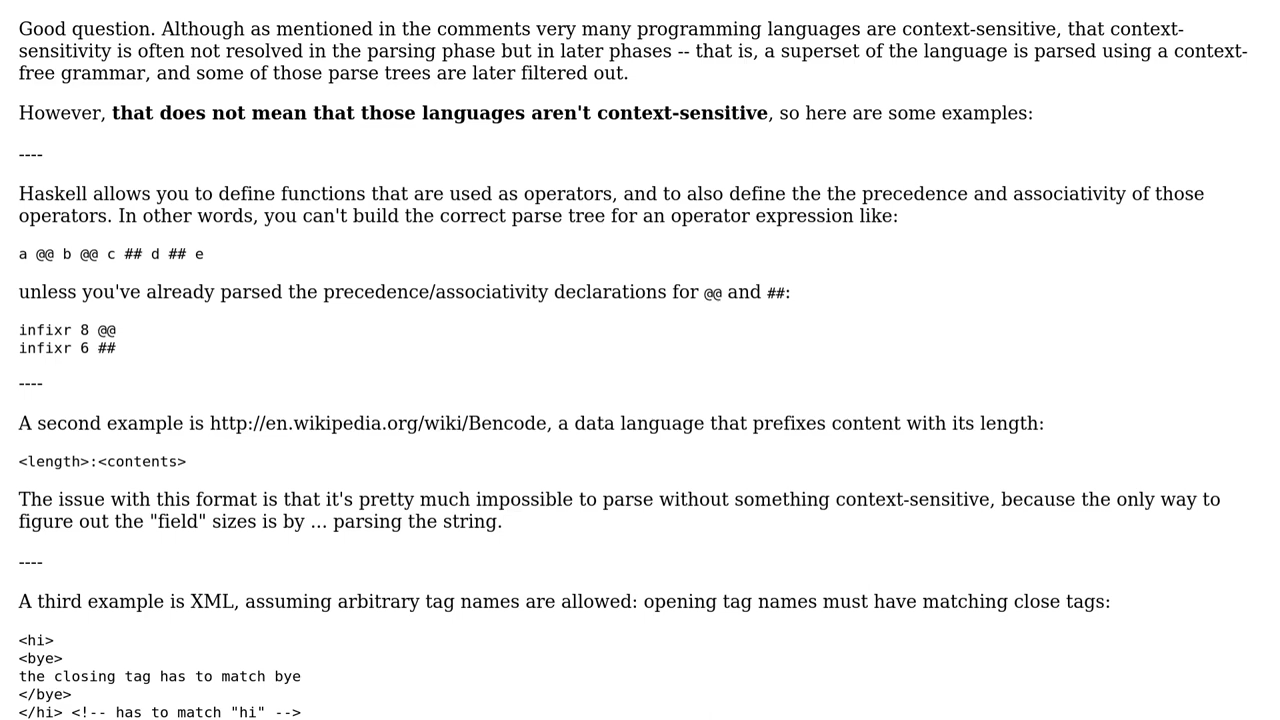 Good question. Although as mentioned in the comments very many programming languages are context-sensitive, that context-
sensitivity is often not resolved in the parsing phase but in later phases -- that is, a superset of the language is parsed using a context-
free grammar, and some of those parse trees are later filtered out.
However, that does not mean that those languages aren't context-sensitive, so here are some examples:
----
Haskell allows you to define functions that are used as operators, and to also define the the precedence and associativity of those
operators. In other words, you can't build the correct parse tree for an operator expression like:
a @@ b @@ c ## d ## e
unless you've already parsed the precedence/associativity declarations for @@ and ##:
infixr 8 @@
infixr 6 ##
----
A second example is http://en.wikipedia.org/wiki/Bencode, a data language that prefixes content with its length:
<length>:<contents>
The issue with this format is that it's pretty much impossible to parse without something context-sensitive, because the only way to
figure out the "field" sizes is by ... parsing the string.
----
A third example is XML, assuming arbitrary tag names are allowed: opening tag names must have matching close tags:
<hi>
<bye>
the closing tag has to match bye
</bye>
</hi> <!-- has to match "hi" -->